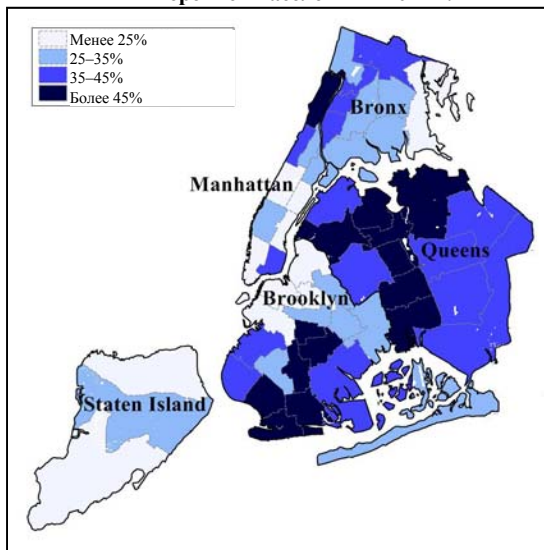 Менее 25%
25–35%
35–45%
Более 45%
Bronx
Manhattan
Queens
Brooklyn
Staten Island